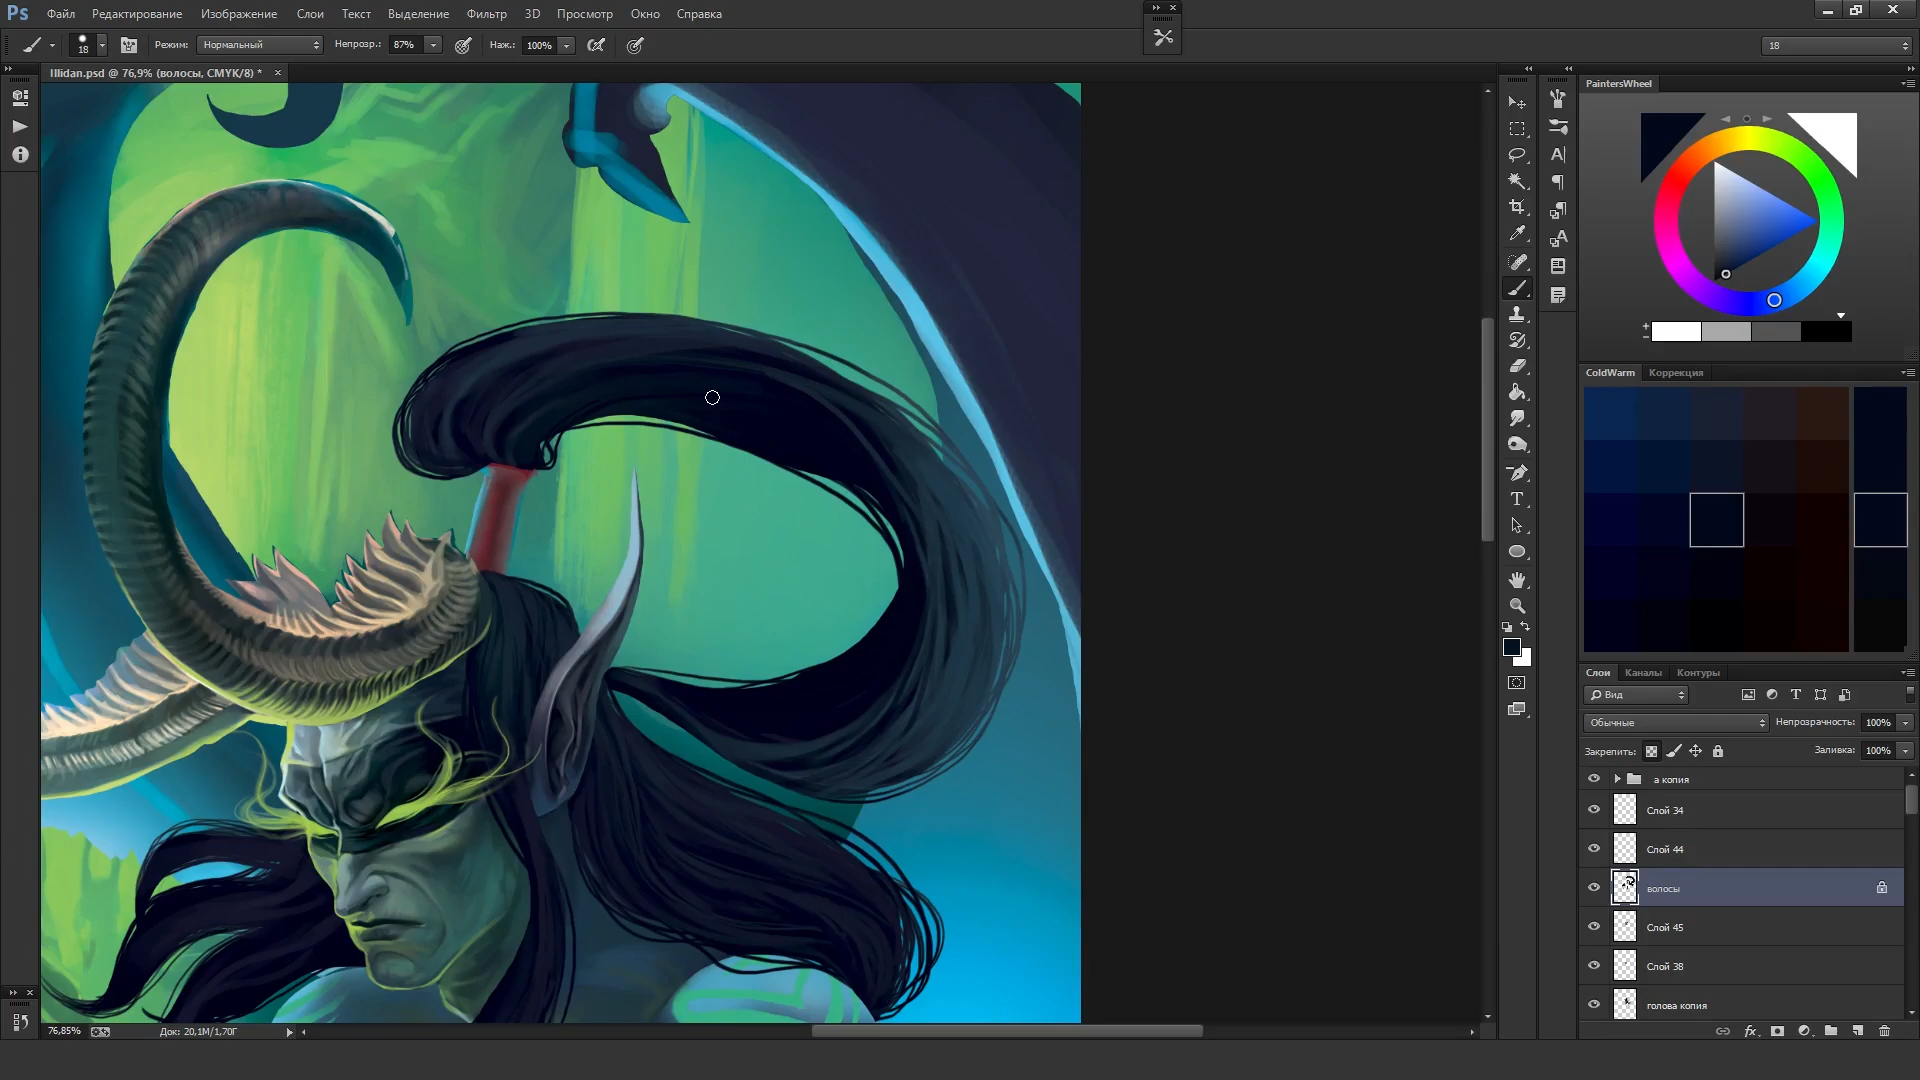 Ps Файл Редактирование Изображение Слои Текст Выделение Фильтр 3D Просмотр Окно Справка
18 Режим: Нормальный Непрозр.: 87% Наж.: 100% 18
Illidan.psd @ 76,9% (волосы, CMYK/8) *
PaintersWheel
ColdWarm Коррекция
Слои Каналы Контуры
Вид
Обычные Непрозрачность: 100%
Закрепить: Заливка: 100%
а копия
Слой 34
Слой 44
волосы
Слой 45
Слой 38
голова копия
76,85% Док: 20,1М/1,70Г